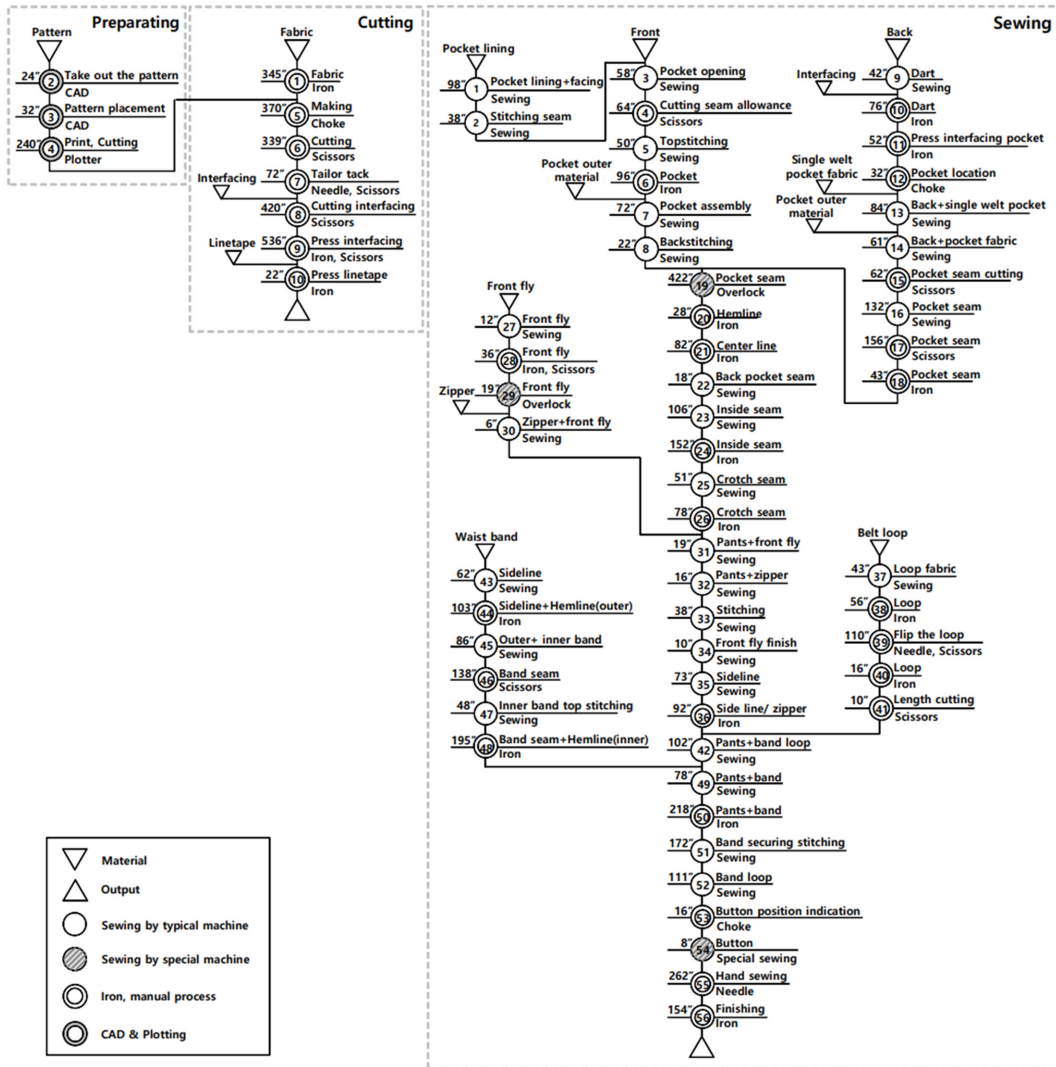 Preparating
Pattern
24” 2 Take out the pattern
CAD
32” 3 Pattern placement
CAD
240” 4 Print, Cutting
Plotter
Cutting
Fabric
345” 1 Fabric
Iron
370” 5 Making
Choke
339” 6 Cutting
Scissors
72” 7 Tailor tack
Needle, Scissors
Interfacing
420” 8 Cutting interfacing
Scissors
536” 9 Press interfacing
Iron, Scissors
Linetape
22” 10 Press linetape
Iron
Sewing
Pocket lining
98” 1 Pocket lining+facing
Sewing
38” 2 Stitching seam
Sewing
Front
58” 3 Pocket opening
Sewing
64” 4 Cutting seam allowance
Scissors
50” 5 Topstitching
Sewing
96” 6 Pocket
Iron
Pocket outer
material
72” 7 Pocket assembly
Sewing
22” 8 Backstitching
Sewing
Back
42” 9 Dart
Sewing
Interfacing
76” 10 Dart
Iron
52” 11 Press interfacing pocket
Iron
32” 12 Pocket location
Choke
Single welt
pocket fabric
84” 13 Back+single welt pocket
Sewing
Pocket outer
material
61” 14 Back+pocket fabric
Sewing
62” 15 Pocket seam cutting
Scissors
132” 16 Pocket seam
Sewing
156” 17 Pocket seam
Scissors
43” 18 Pocket seam
Iron
422” 19 Pocket seam
Overlock
28” 20 Hemline
Iron
82” 21 Center line
Iron
18” 22 Back pocket seam
Sewing
106” 23 Inside seam
Sewing
152” 24 Inside seam
Iron
51” 25 Crotch seam
Sewing
78” 26 Crotch seam
Iron
Front fly
12” 27 Front fly
Sewing
36” 28 Front fly
Iron, Scissors
19” 29 Front fly
Overlock
Zipper
6” 30 Zipper+front fly
Sewing
19” 31 Pants+front fly
Sewing
16” 32 Pants+zipper
Sewing
38” 33 Stitching
Sewing
10” 34 Front fly finish
Sewing
73” 35 Sideline
Sewing
92” 36 Side line/ zipper
Iron
Belt loop
43” 37 Loop fabric
Sewing
56” 38 Loop
Iron
110” 39 Flip the loop
Needle, Scissors
16” 40 Loop
Iron
10” 41 Length cutting
Scissors
102” 42 Pants+band loop
Sewing
Waist band
62” 43 Sideline
Sewing
103” 44 Sideline+Hemline(outer)
Iron
86” 45 Outer+ inner band
Sewing
138” 46 Band seam
Scissors
48” 47 Inner band top stitching
Sewing
195” 48 Band seam+Hemline(inner)
Iron
78” 49 Pants+band
Sewing
218” 50 Pants+band
Iron
172” 51 Band securing stitching
Sewing
111” 52 Band loop
Sewing
16” 53 Button position indication
Choke
8” 54 Button
Special sewing
262” 55 Hand sewing
Needle
154” 56 Finishing
Iron
Material
Output
Sewing by typical machine
Sewing by special machine
Iron, manual process
CAD & Plotting